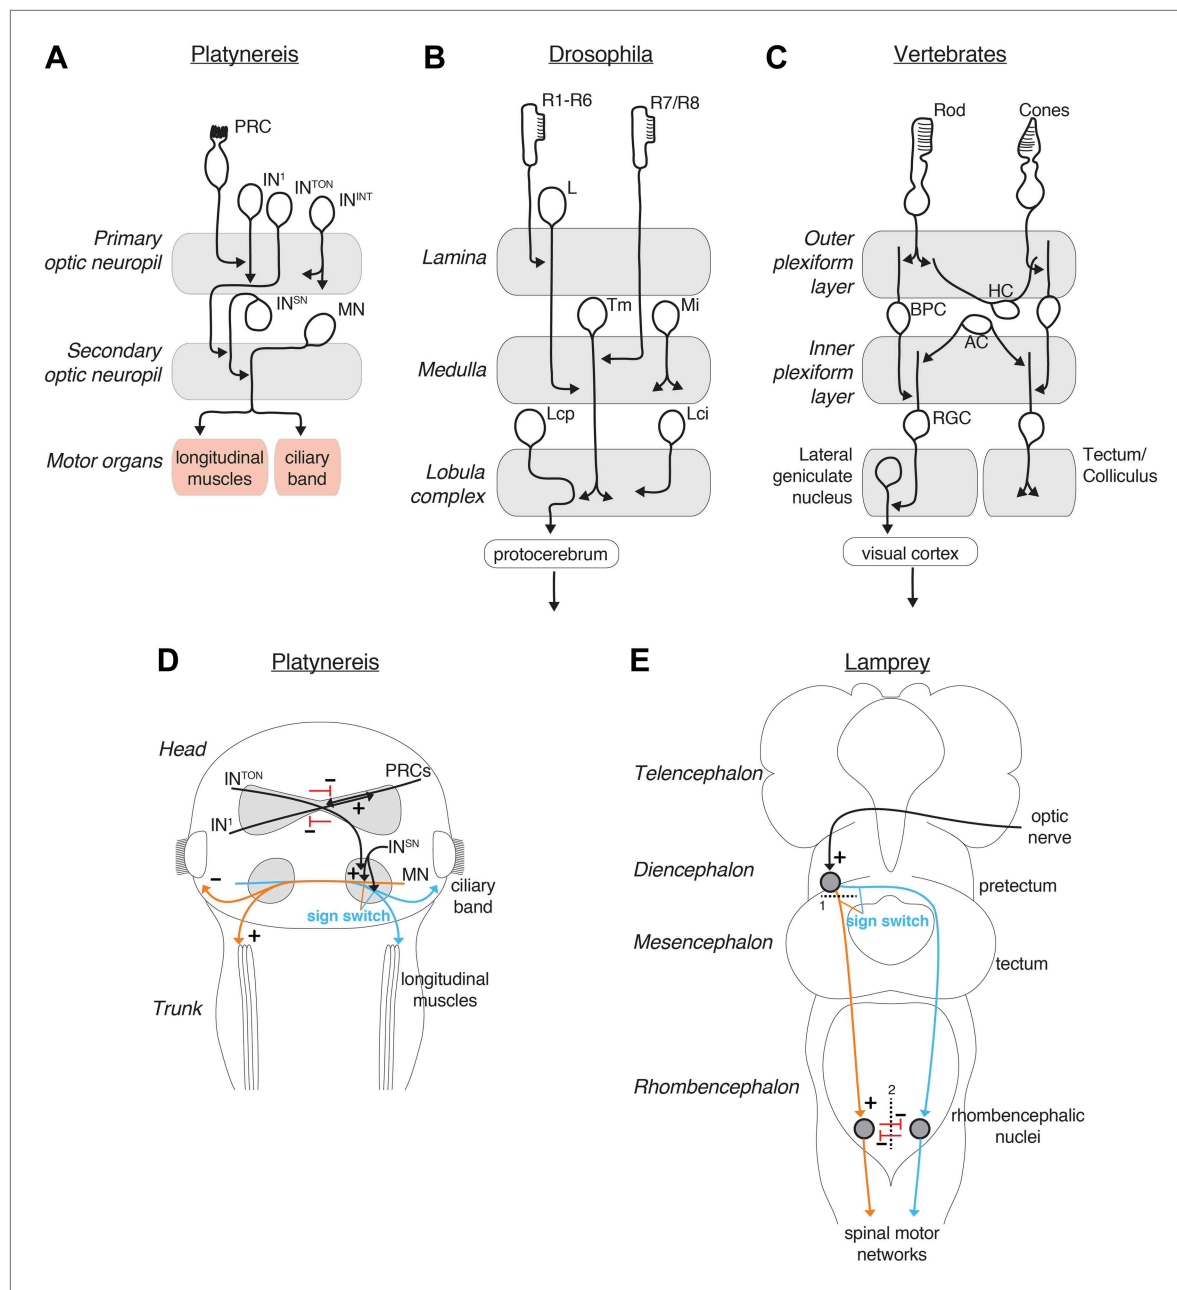 A
Platynereis
PRC
IN¹
INᵀᴼᴺ
INᴵᴺᵀ
Primary
optic neuropil
INˢᴺ
MN
Secondary
optic neuropil
Motor organs
longitudinal
muscles
ciliary
band
B
Drosophila
R1-R6
R7/R8
L
Lamina
Tm
Mi
Medulla
Lcp
Lci
Lobula
complex
protocerebrum
C
Vertebrates
Rod
Cones
Outer
plexiform
layer
HC
BPC
AC
Inner
plexiform
layer
RGC
Lateral
geniculate
nucleus
Tectum/
Colliculus
visual cortex
D
Platynereis
Head
INᵀᴼᴺ
PRCs
−
+
−
IN¹
INˢᴺ
+
MN
−
ciliary
band
sign switch
+
longitudinal
muscles
Trunk
E
Lamprey
Telencephalon
optic
nerve
+
Diencephalon
pretectum
1
sign switch
Mesencephalon
tectum
Rhombencephalon
2
+
−
−
rhombencephalic
nuclei
spinal motor
networks